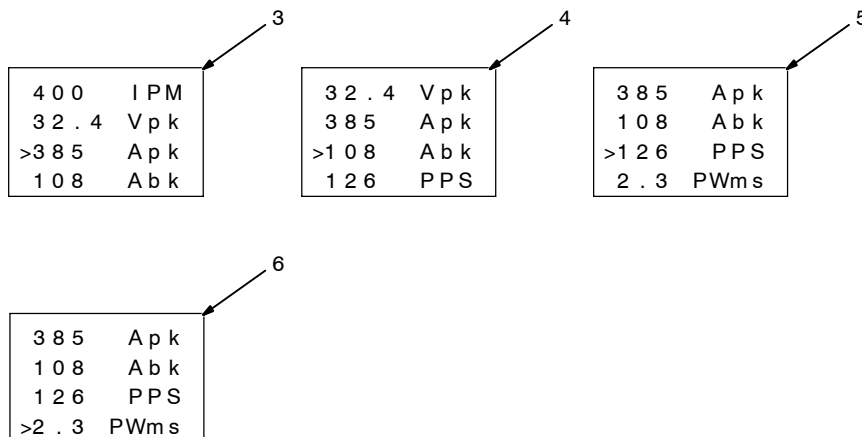 3
400 IPM
32.4 Vpk
>385 Apk
108 Abk
4
32.4 Vpk
385 Apk
>108 Abk
126 PPS
5
385 Apk
108 Abk
>126 PPS
2.3 PWms
6
385 Apk
108 Abk
126 PPS
>2.3 PWms